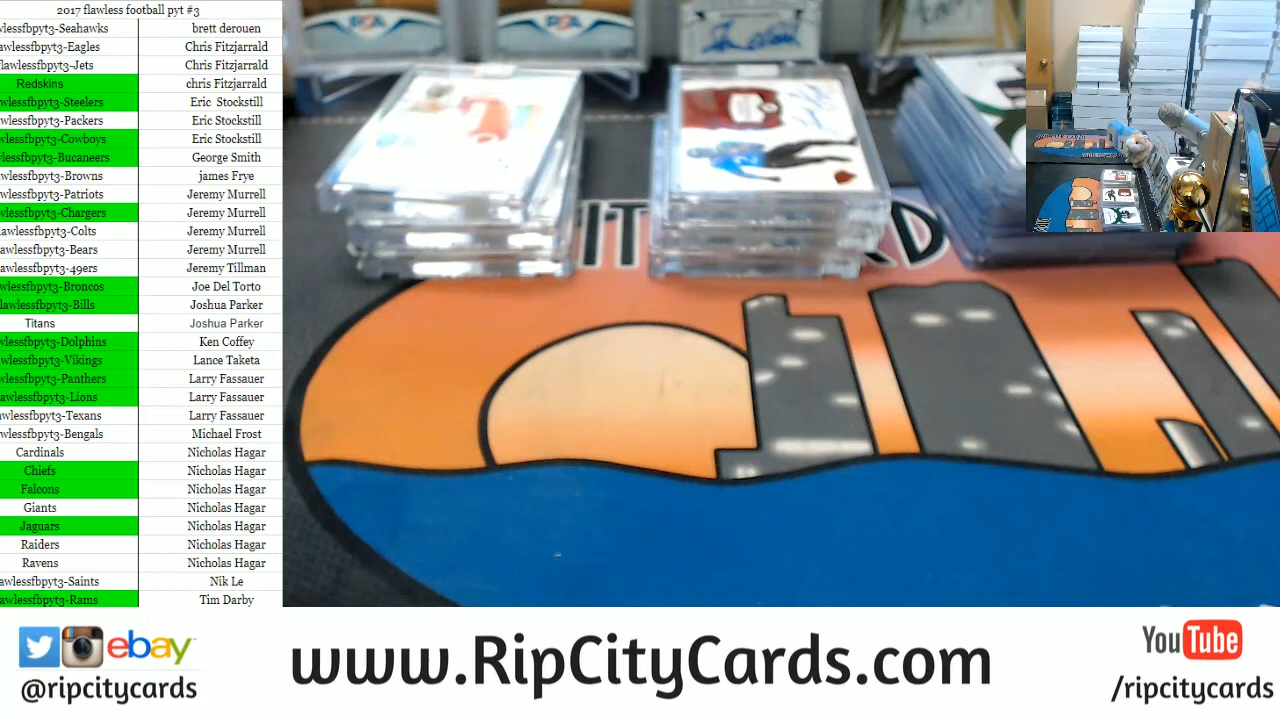 2017 flawless football pyt #3
wlessfbpyt3-Seahawks brett derouen
awlessfbpyt3-Eagles Chris Fitzjarrald
flawlessfbpyt3-Jets Chris Fitzjarrald
Redskins chris Fitzjarrald
wlessfbpyt3-Steelers Eric Stockstill
wlessfbpyt3-Packers Eric Stockstill
wlessfbpyt3-Cowboys Eric Stockstill
lessfbpyt3-Bucaneers George Smith
wlessfbpyt3-Browns james Frye
wlessfbpyt3-Patriots Jeremy Murrell
wlessfbpyt3-Chargers Jeremy Murrell
lawlessfbpyt3-Colts Jeremy Murrell
awlessfbpyt3-Bears Jeremy Murrell
awlessfbpyt3-49ers Jeremy Tillman
wlessfbpyt3-Broncos Joe Del Torto
flawlessfbpyt3-Bills Joshua Parker
Titans Joshua Parker
wlessfbpyt3-Dolphins Ken Coffey
wlessfbpyt3-Vikings Lance Taketa
wlessfbpyt3-Panthers Larry Fassauer
awlessfbpyt3-Lions Larry Fassauer
awlessfbpyt3-Texans Larry Fassauer
wlessfbpyt3-Bengals Michael Frost
Cardinals Nicholas Hagar
Chiefs Nicholas Hagar
Falcons Nicholas Hagar
Giants Nicholas Hagar
Jaguars Nicholas Hagar
Raiders Nicholas Hagar
Ravens Nicholas Hagar
awlessfbpyt3-Saints Nik Le
awlessfbpyt3-Rams Tim Darby
ebay
@ripcitycards
www.RipCityCards.com
YouTube
/ripcitycards